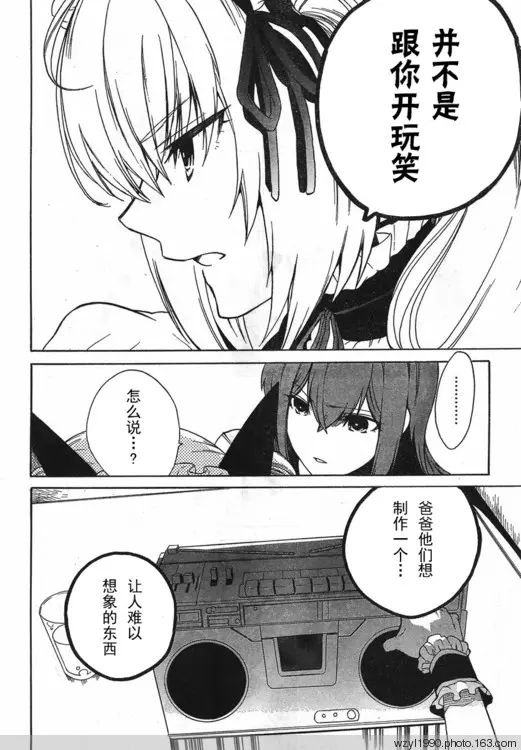 并不是
跟你开玩笑
………
怎么说…?
爸爸他们想
制作一个…
让人难以
想象的东西
wzyl1990.photo.163.com